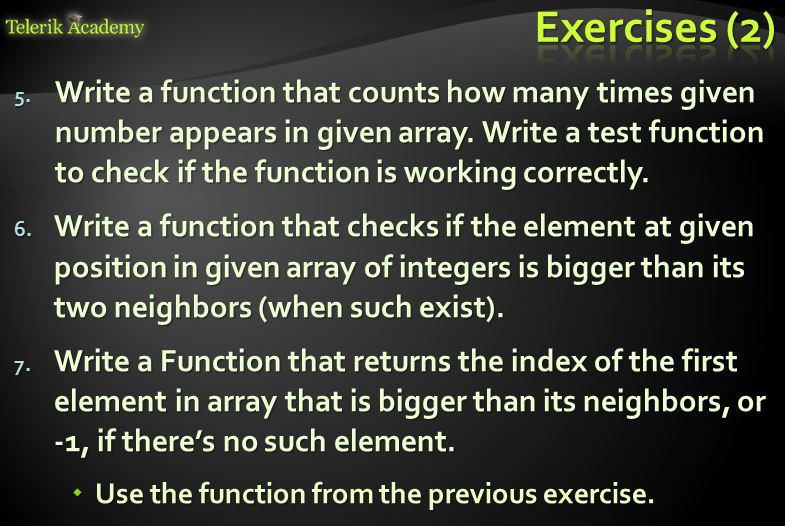 Telerik Academy
Exercises (2)
5. Write a function that counts how many times given
number appears in given array. Write a test function
to check if the function is working correctly.
6. Write a function that checks if the element at given
position in given array of integers is bigger than its
two neighbors (when such exist).
7. Write a Function that returns the index of the first
element in array that is bigger than its neighbors, or
-1, if there’s no such element.
Use the function from the previous exercise.